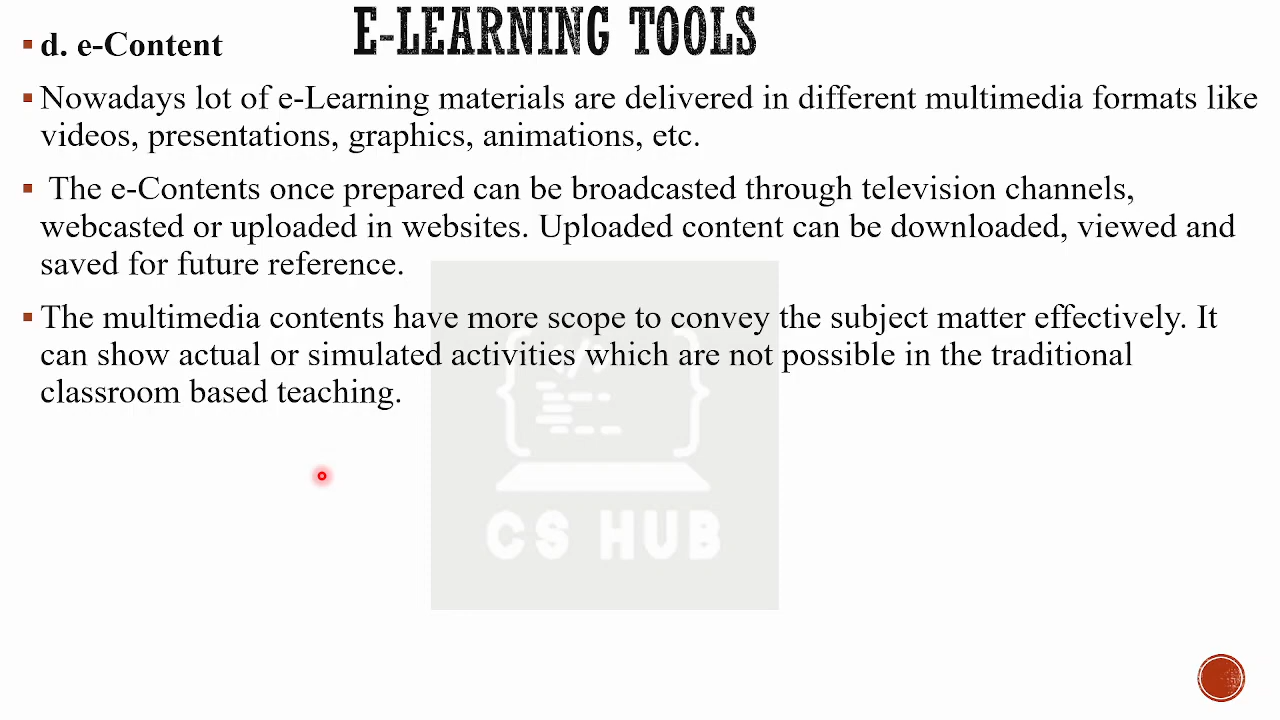 E-LEARNING TOOLS
d. e-Content
Nowadays lot of e-Learning materials are delivered in different multimedia formats like
videos, presentations, graphics, animations, etc.
The e-Contents once prepared can be broadcasted through television channels,
webcasted or uploaded in websites. Uploaded content can be downloaded, viewed and
saved for future reference.
The multimedia contents have more scope to convey the subject matter effectively. It
can show actual or simulated activities which are not possible in the traditional
classroom based teaching.
</>
CS HUB